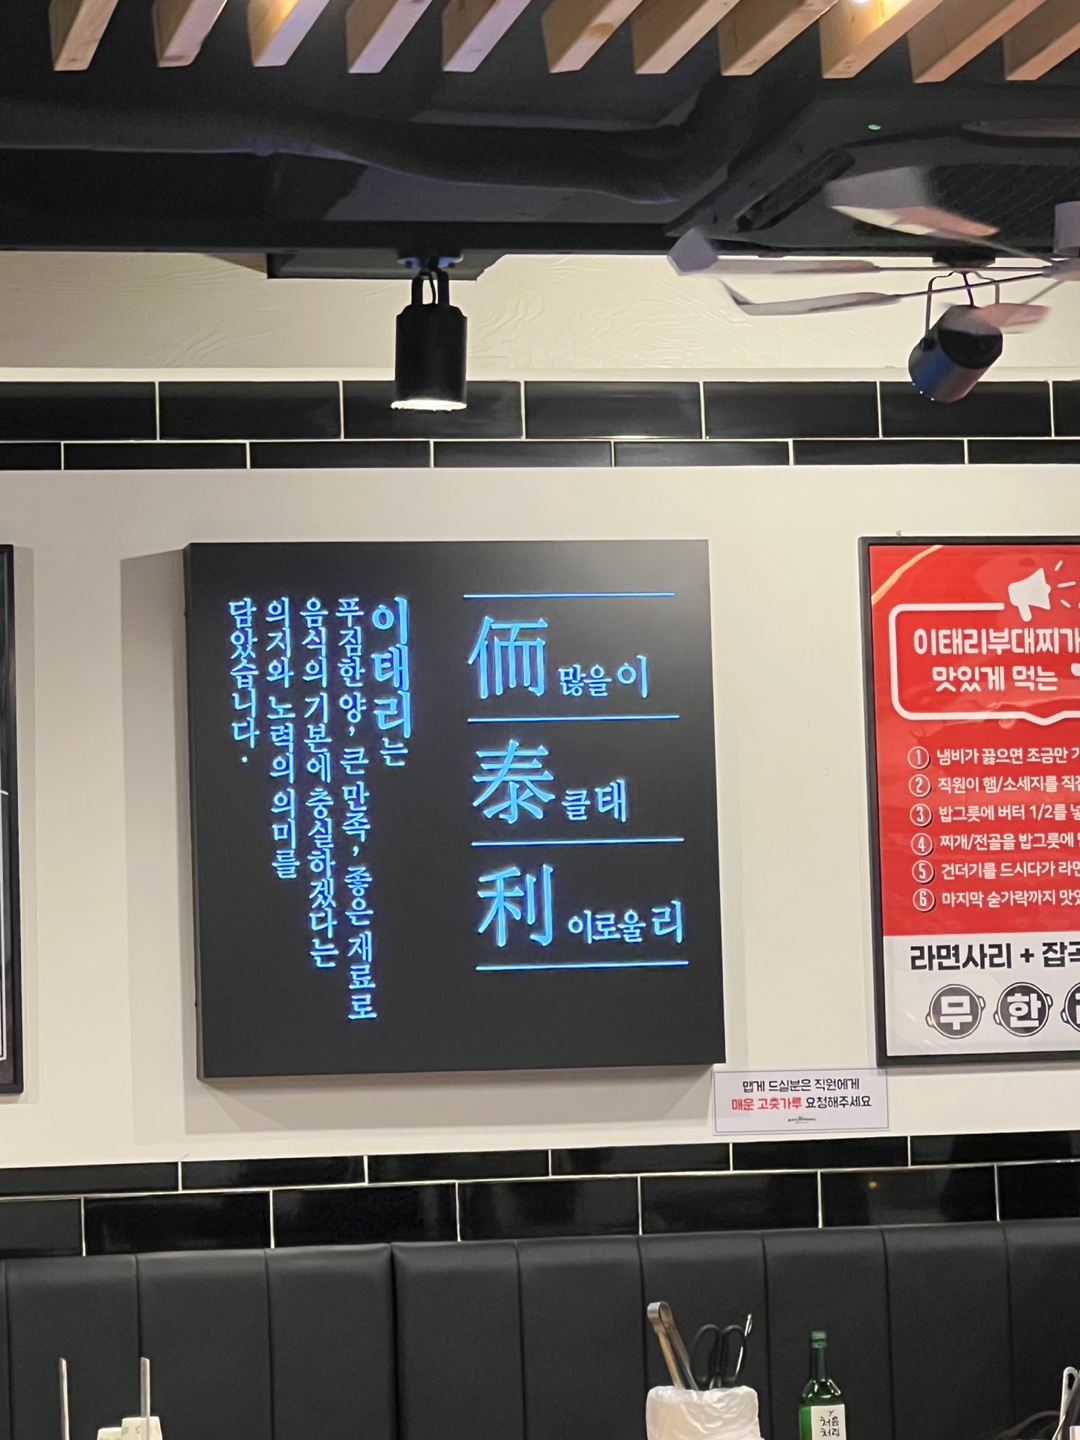 侕 많을 이
泰 클 태
利 이로울 리
이태리는
푸짐한 양, 큰 만족, 좋은 재료로
음식의 기본에 충실하겠다는
의지와 노력의 의미를
담았습니다.
이태리부대찌개
맛있게 먹는
① 냄비가 끓으면 조금만
② 직원이 햄/소세지를
③ 밥그릇에 버터 1/2를
④ 찌개/전골을 밥그릇에
⑤ 건더기를 드시다가
⑥ 마지막 숟가락까지
라면사리 + 잡곡
무 한
맵게 드실분은 직원에게
매운 고춧가루 요청해주세요
처음
처럼